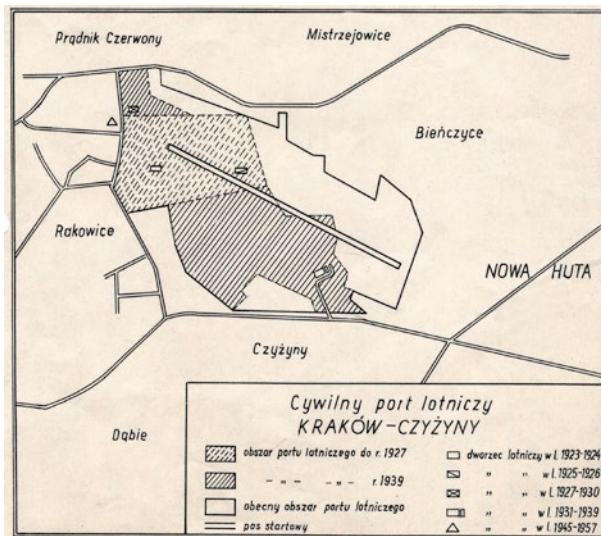 Prądnik Czerwony
Mistrzejowice
Bieńczyce
Rakowice
NOWA HUTA
Czyżyny
Dąbie
Cywilny port lotniczy
KRAKÓW-CZYŻYNY
obszar portu lotniczego do r. 1927
-„- -„- r. 1939
obecny obszar portu lotniczego
pas startowy
dworzec lotniczy w l. 1923-1924
„ „ w l. 1925-1926
„ „ w l. 1927-1930
„ „ w l. 1931-1939
„ „ w l. 1945-1957